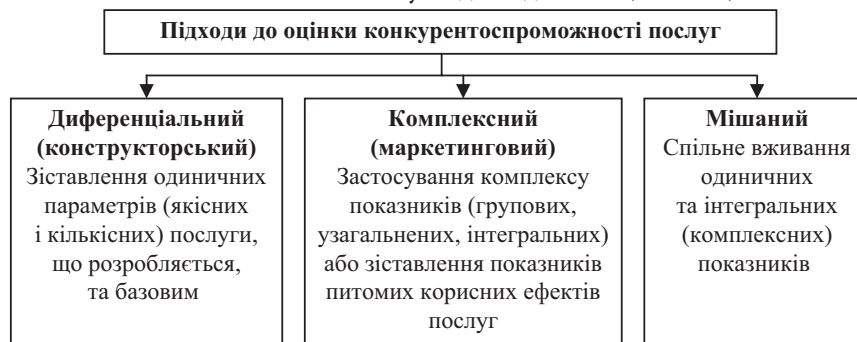 Підходи до оцінки конкурентоспроможності послуг
Диференціальний
(конструкторський)
Зіставлення одиничних
параметрів (якісних
і кількісних) послуги,
що розробляється,
та базовим
Комплексний
(маркетинговий)
Застосування комплексу
показників (групових,
узагальнених, інтегральних)
або зіставлення показників
питомих корисних ефектів
послуг
Мішаний
Спільне вживання
одиничних
та інтегральних
(комплексних)
показників